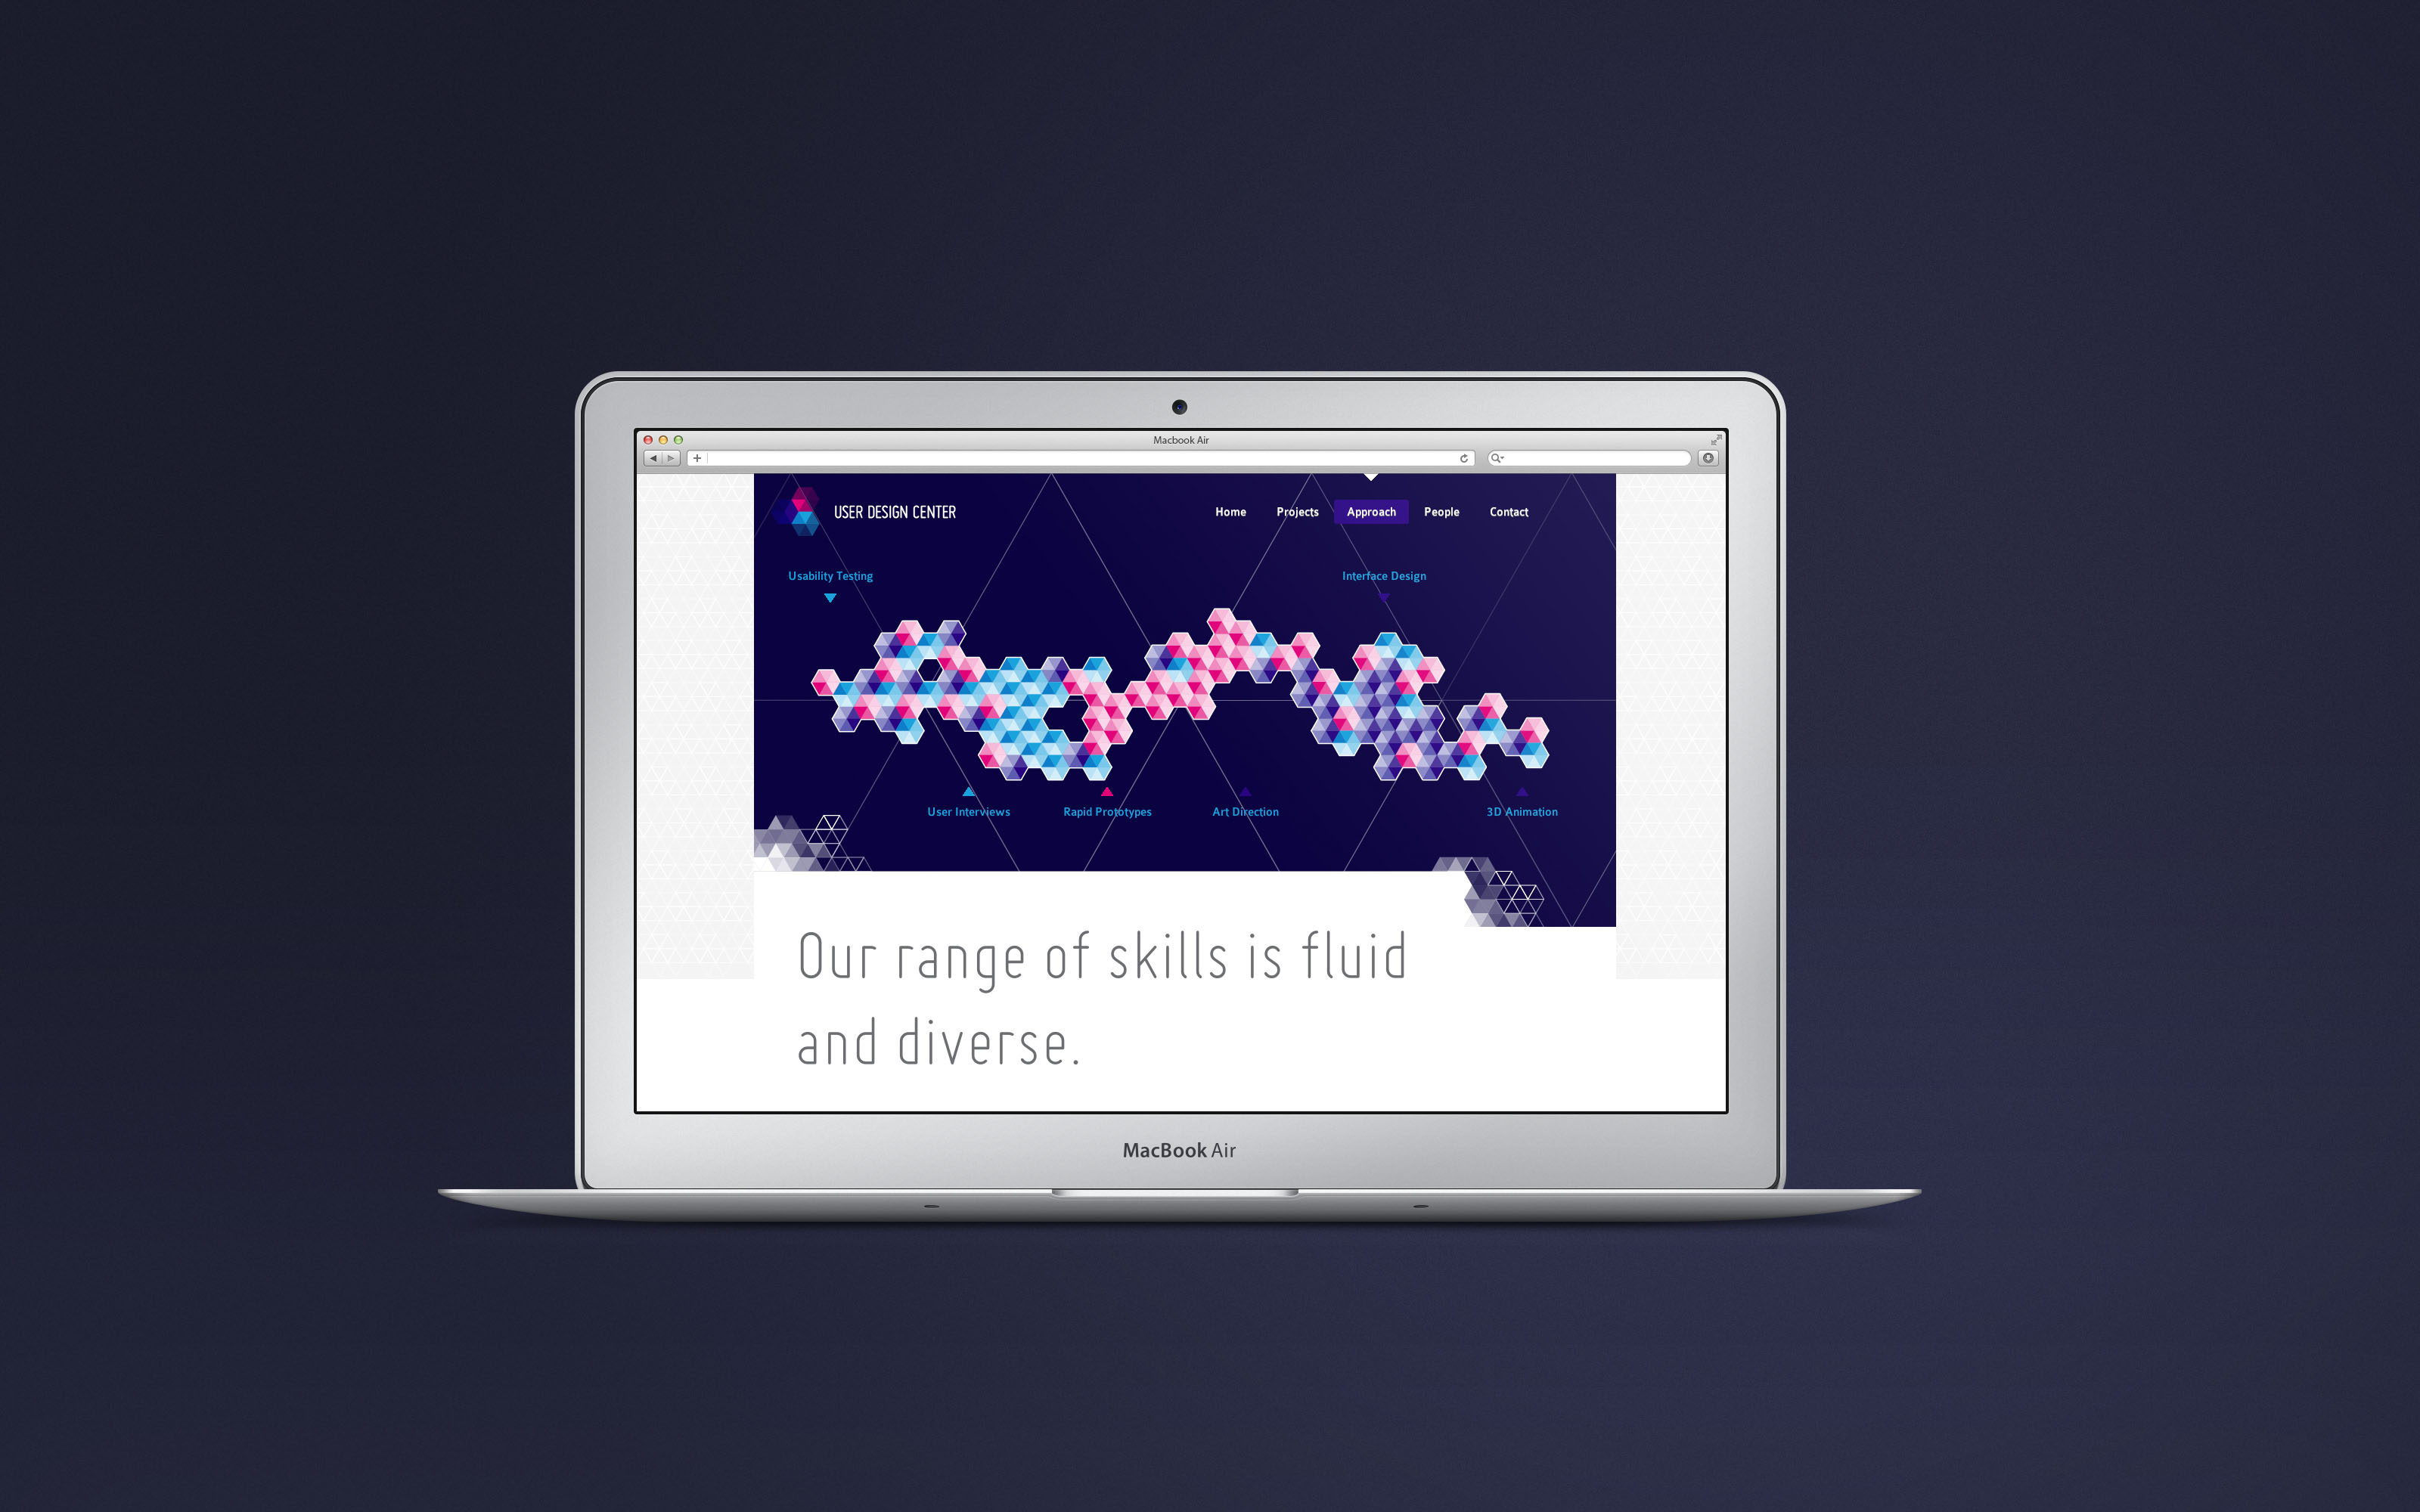 Macbook Air
USER DESIGN CENTER
Home Projects Approach People Contact
Usability Testing
Interface Design
User Interviews
Rapid Prototypes
Art Direction
3D Animation
Our range of skills is fluid
and diverse.
MacBook Air